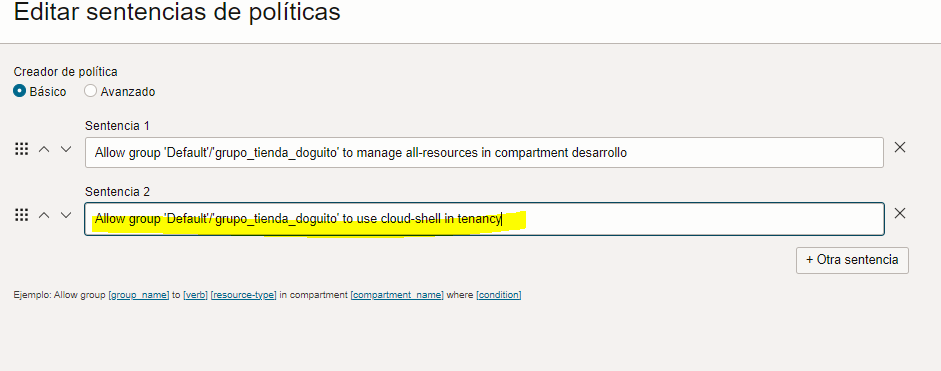 Editar sentencias de políticas
Creador de política
Básico Avanzado
Sentencia 1
Allow group 'Default'/'grupo_tienda_doguito' to manage all-resources in compartment desarrollo
Sentencia 2
Allow group 'Default'/'grupo_tienda_doguito' to use cloud-shell in tenancy
+ Otra sentencia
Ejemplo: Allow group [group_name] to [verb] [resource-type] in compartment [compartment_name] where [condition]